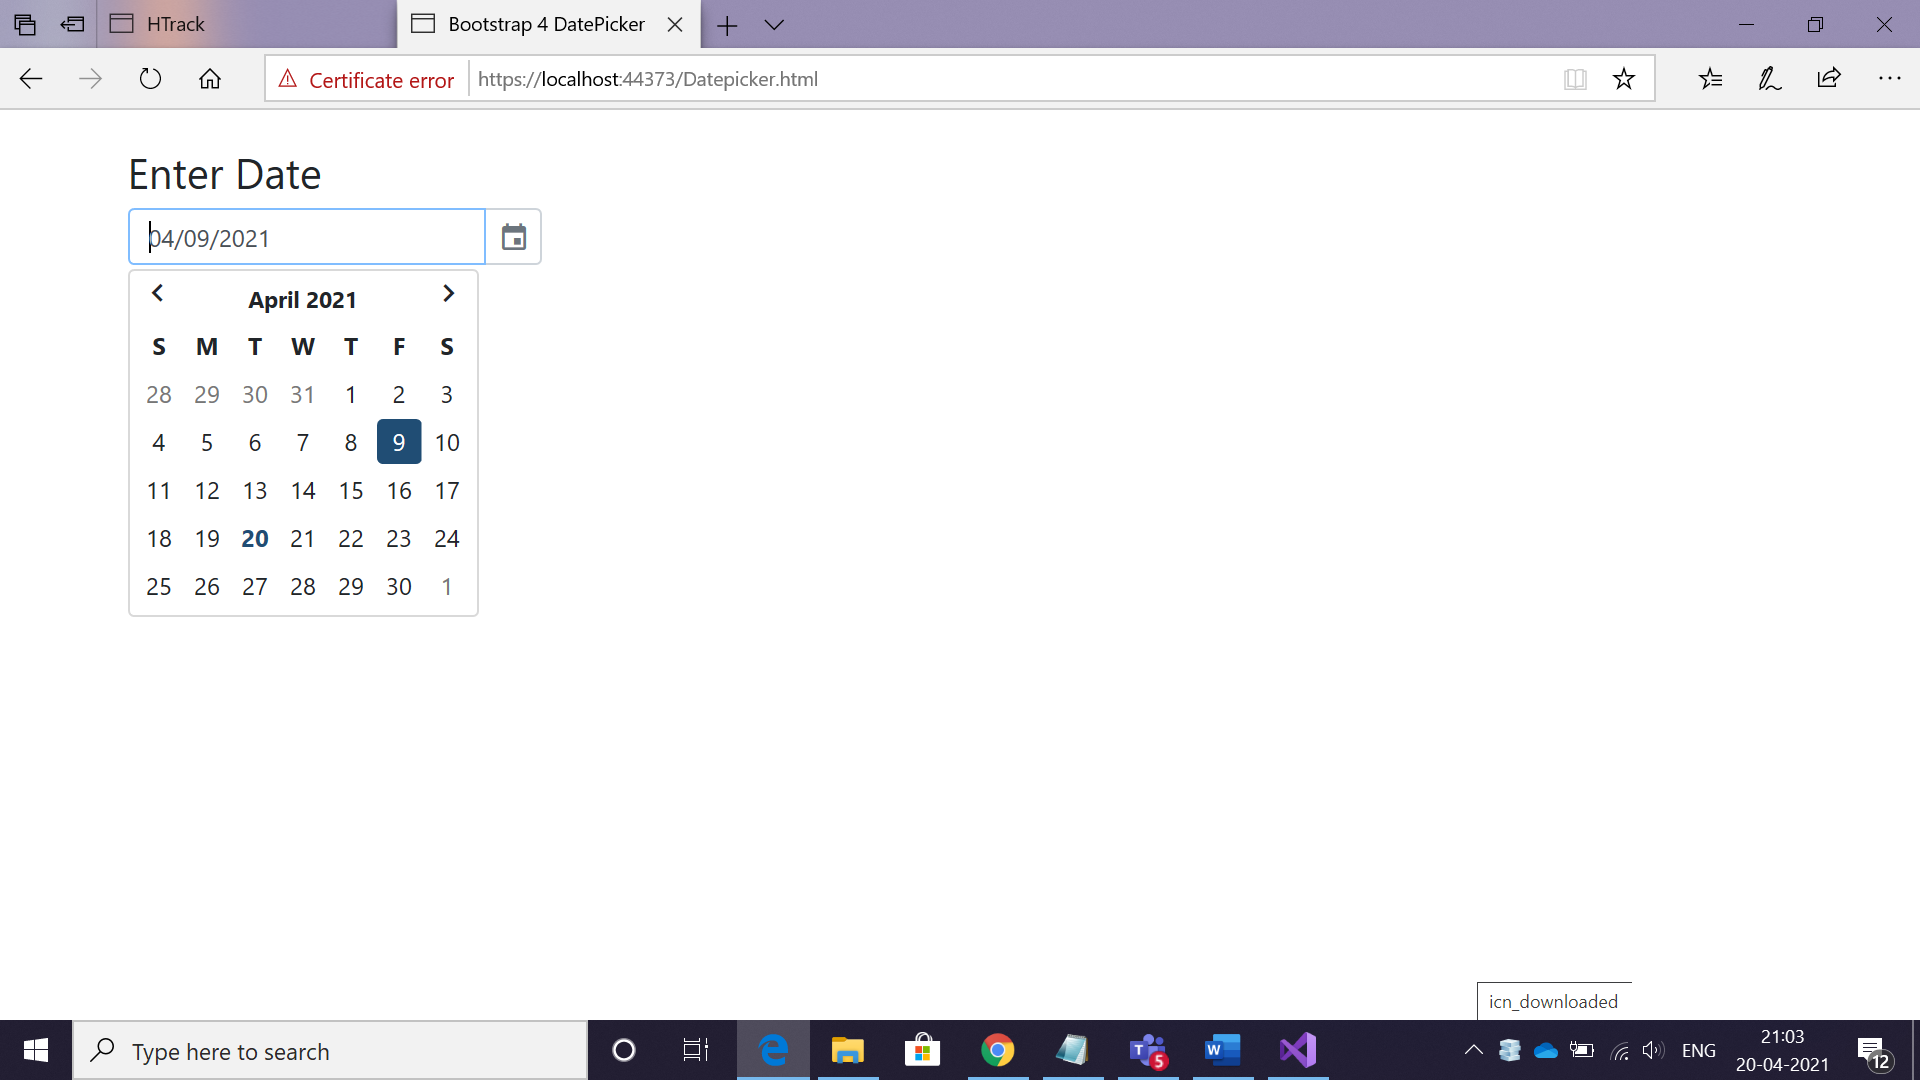 HTrack
Bootstrap 4 DatePicker
Certificate error
https://localhost:44373/Datepicker.html
Enter Date
04/09/2021
April 2021
S M T W T F S
28 29 30 31 1 2 3
4 5 6 7 8 9 10
11 12 13 14 15 16 17
18 19 20 21 22 23 24
25 26 27 28 29 30 1
icn_downloaded
Type here to search
T
5
W
ENG
21:03
20-04-2021
12